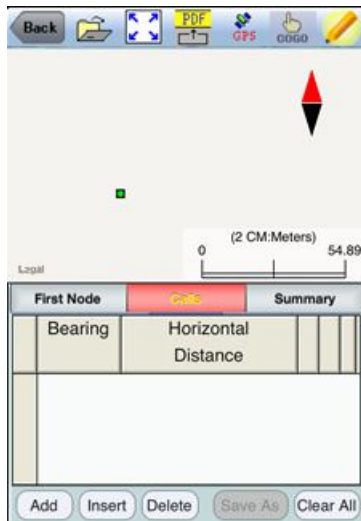 Back
PDF
GPS
COGO
(2 CM:Meters)
0 54.89
Legal
First Node Calls Summary
Bearing Horizontal
Distance
Add Insert Delete Save As Clear All